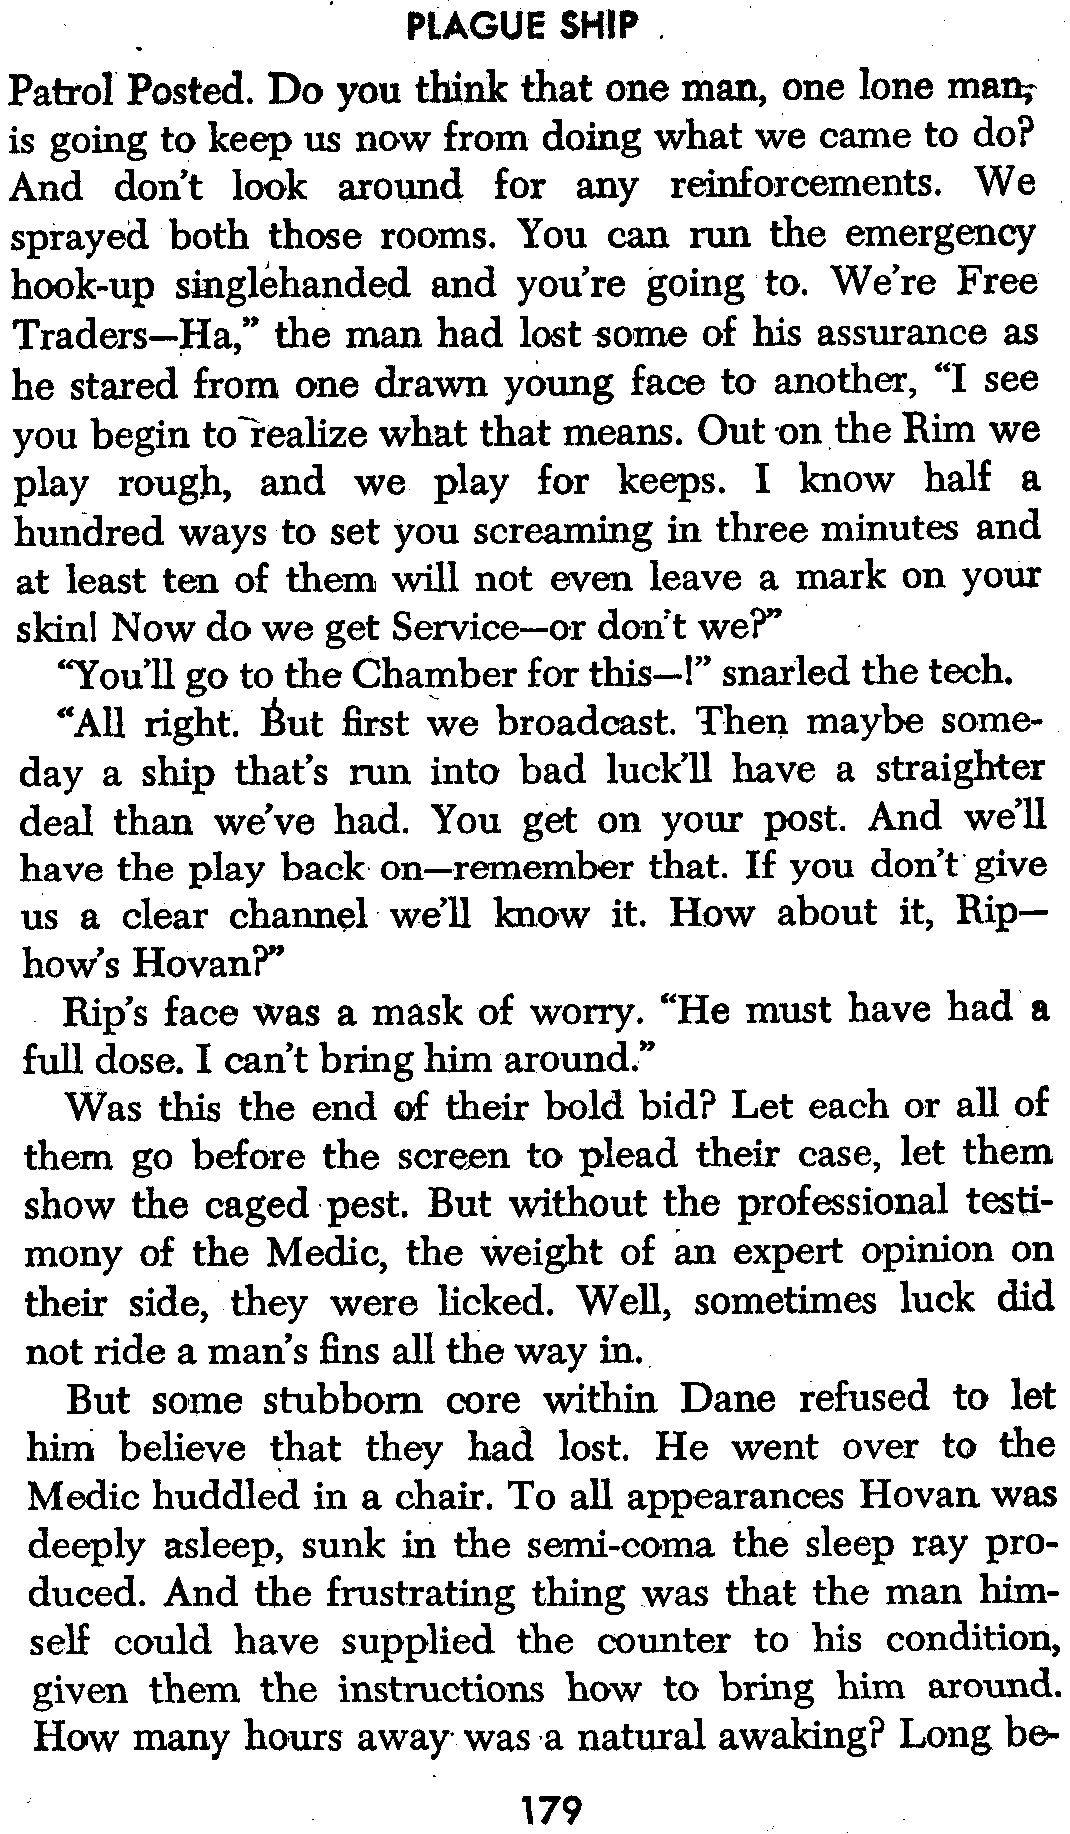 PLAGUE SHIP
Patrol Posted. Do you think that one man, one lone man,
is going to keep us now from doing what we came to do?
And don't look around for any reinforcements. We
sprayed both those rooms. You can run the emergency
hook-up singlehanded and you're going to. We're Free
Traders—Ha,” the man had lost some of his assurance as
he stared from one drawn young face to another, “I see
you begin to realize what that means. Out on the Rim we
play rough, and we play for keeps. I know half a
hundred ways to set you screaming in three minutes and
at least ten of them will not even leave a mark on your
skin! Now do we get Service—or don't we?”
“You'll go to the Chamber for this—!” snarled the tech.
“All right. But first we broadcast. Then maybe some-
day a ship that's run into bad luck'll have a straighter
deal than we've had. You get on your post. And we'll
have the play back on—remember that. If you don't give
us a clear channel we'll know it. How about it, Rip—
how's Hovan?”
Rip's face was a mask of worry. “He must have had a
full dose. I can't bring him around.”
Was this the end of their bold bid? Let each or all of
them go before the screen to plead their case, let them
show the caged pest. But without the professional testi-
mony of the Medic, the weight of an expert opinion on
their side, they were licked. Well, sometimes luck did
not ride a man's fins all the way in.
But some stubborn core within Dane refused to let
him believe that they had lost. He went over to the
Medic huddled in a chair. To all appearances Hovan was
deeply asleep, sunk in the semi-coma the sleep ray pro-
duced. And the frustrating thing was that the man him-
self could have supplied the counter to his condition,
given them the instructions how to bring him around.
How many hours away was a natural awaking? Long be-
179